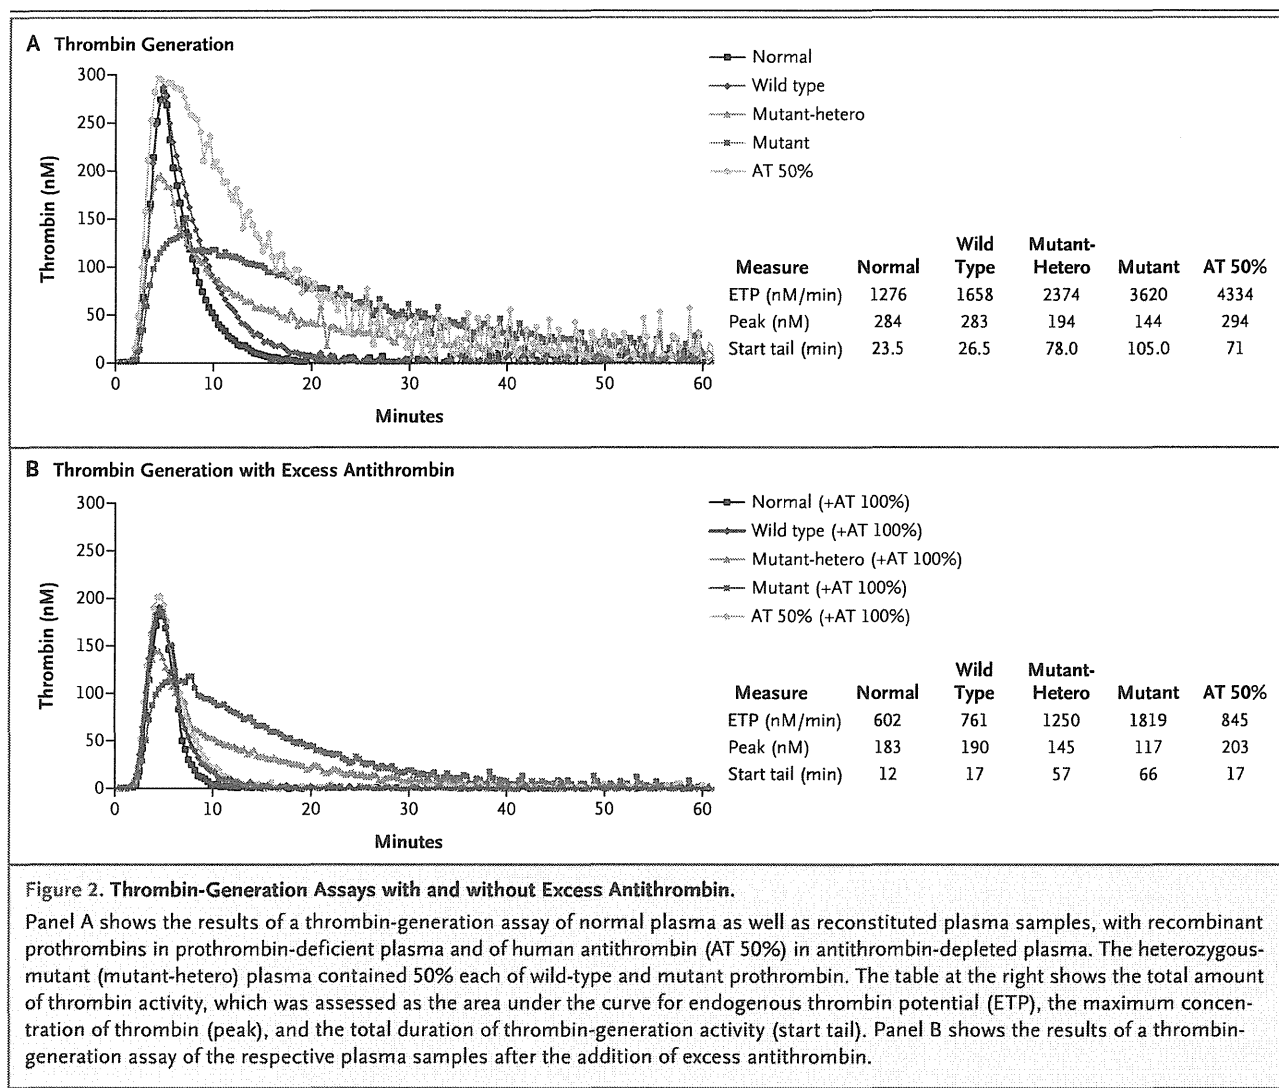 A Thrombin Generation
300
250
200
150
100
50
0
Thrombin (nM)
0 10 20 30 40 50 60
Minutes
Normal
Wild type
Mutant-hetero
Mutant
AT 50%
Measure Normal Wild Type Mutant-Hetero Mutant AT 50%
ETP (nM/min) 1276 1658 2374 3620 4334
Peak (nM) 284 283 194 144 294
Start tail (min) 23.5 26.5 78.0 105.0 71
B Thrombin Generation with Excess Antithrombin
300
250
200
150
100
50
0
Thrombin (nM)
0 10 20 30 40 50 60
Minutes
Normal (+AT 100%)
Wild type (+AT 100%)
Mutant-hetero (+AT 100%)
Mutant (+AT 100%)
AT 50% (+AT 100%)
Measure Normal Wild Type Mutant-Hetero Mutant AT 50%
ETP (nM/min) 602 761 1250 1819 845
Peak (nM) 183 190 145 117 203
Start tail (min) 12 17 57 66 17
Figure 2. Thrombin-Generation Assays with and without Excess Antithrombin.
Panel A shows the results of a thrombin-generation assay of normal plasma as well as reconstituted plasma samples, with recombinant
prothrombins in prothrombin-deficient plasma and of human antithrombin (AT 50%) in antithrombin-depleted plasma. The heterozygous-
mutant (mutant-hetero) plasma contained 50% each of wild-type and mutant prothrombin. The table at the right shows the total amount
of thrombin activity, which was assessed as the area under the curve for endogenous thrombin potential (ETP), the maximum concen-
tration of thrombin (peak), and the total duration of thrombin-generation activity (start tail). Panel B shows the results of a thrombin-
generation assay of the respective plasma samples after the addition of excess antithrombin.